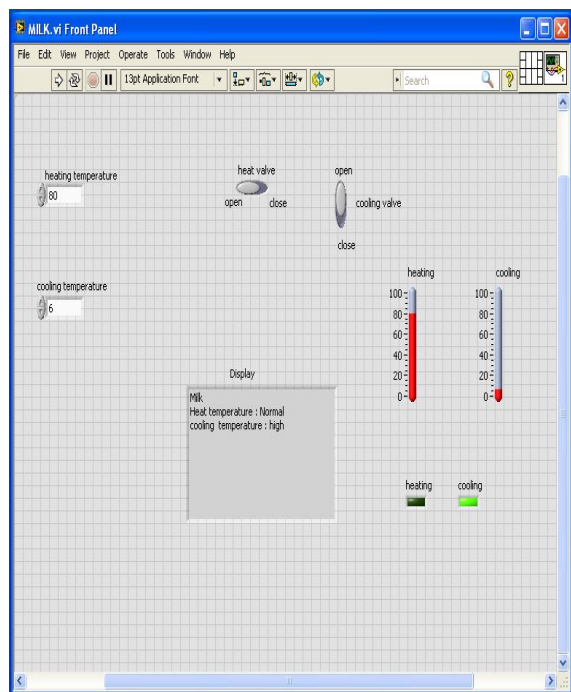 MILK.vi Front Panel
File Edit View Project Operate Tools Window Help
13pt Application Font
Search
?
1
heating temperature
80
heat valve
open close
open
cooling valve
close
cooling temperature
6
heating
100
80
60
40
20
0
cooling
100
80
60
40
20
0
Display
Milk
Heat temperature : Normal
cooling temperature : high
heating cooling